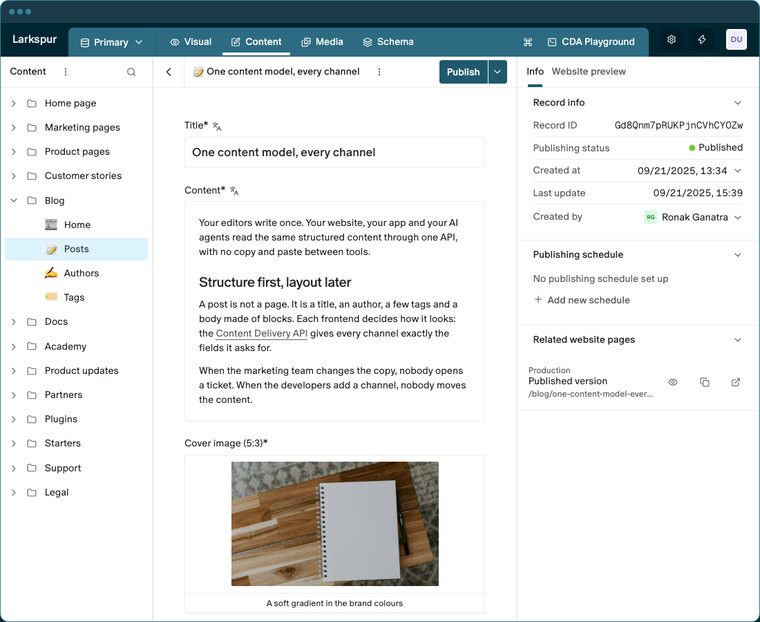 Larkspur
Primary
Visual
Content
Media
Schema
CDA Playground
DU
Content
Home page
Marketing pages
Product pages
Customer stories
Blog
Home
Posts
Authors
Tags
Docs
Academy
Product updates
Partners
Plugins
Starters
Support
Legal
One content model, every channel
Publish
Title*
One content model, every channel
Content*
Your editors write once. Your website, your app and your AI
agents read the same structured content through one API,
with no copy and paste between tools.
Structure first, layout later
A post is not a page. It is a title, an author, a few tags and a
body made of blocks. Each frontend decides how it looks:
the Content Delivery API gives every channel exactly the
fields it asks for.
When the marketing team changes the copy, nobody opens
a ticket. When the developers add a channel, nobody moves
the content.
Cover image (5:3)*
A soft gradient in the brand colours
Info
Website preview
Record info
Record ID
Gd8Qnm7pRUKPjnCVhCYOZw
Publishing status
Published
Created at
09/21/2025, 13:34
Last update
09/21/2025, 15:39
Created by
RG Ronak Ganatra
Publishing schedule
No publishing schedule set up
Add new schedule
Related website pages
Production
Published version
/blog/one-content-model-ever...